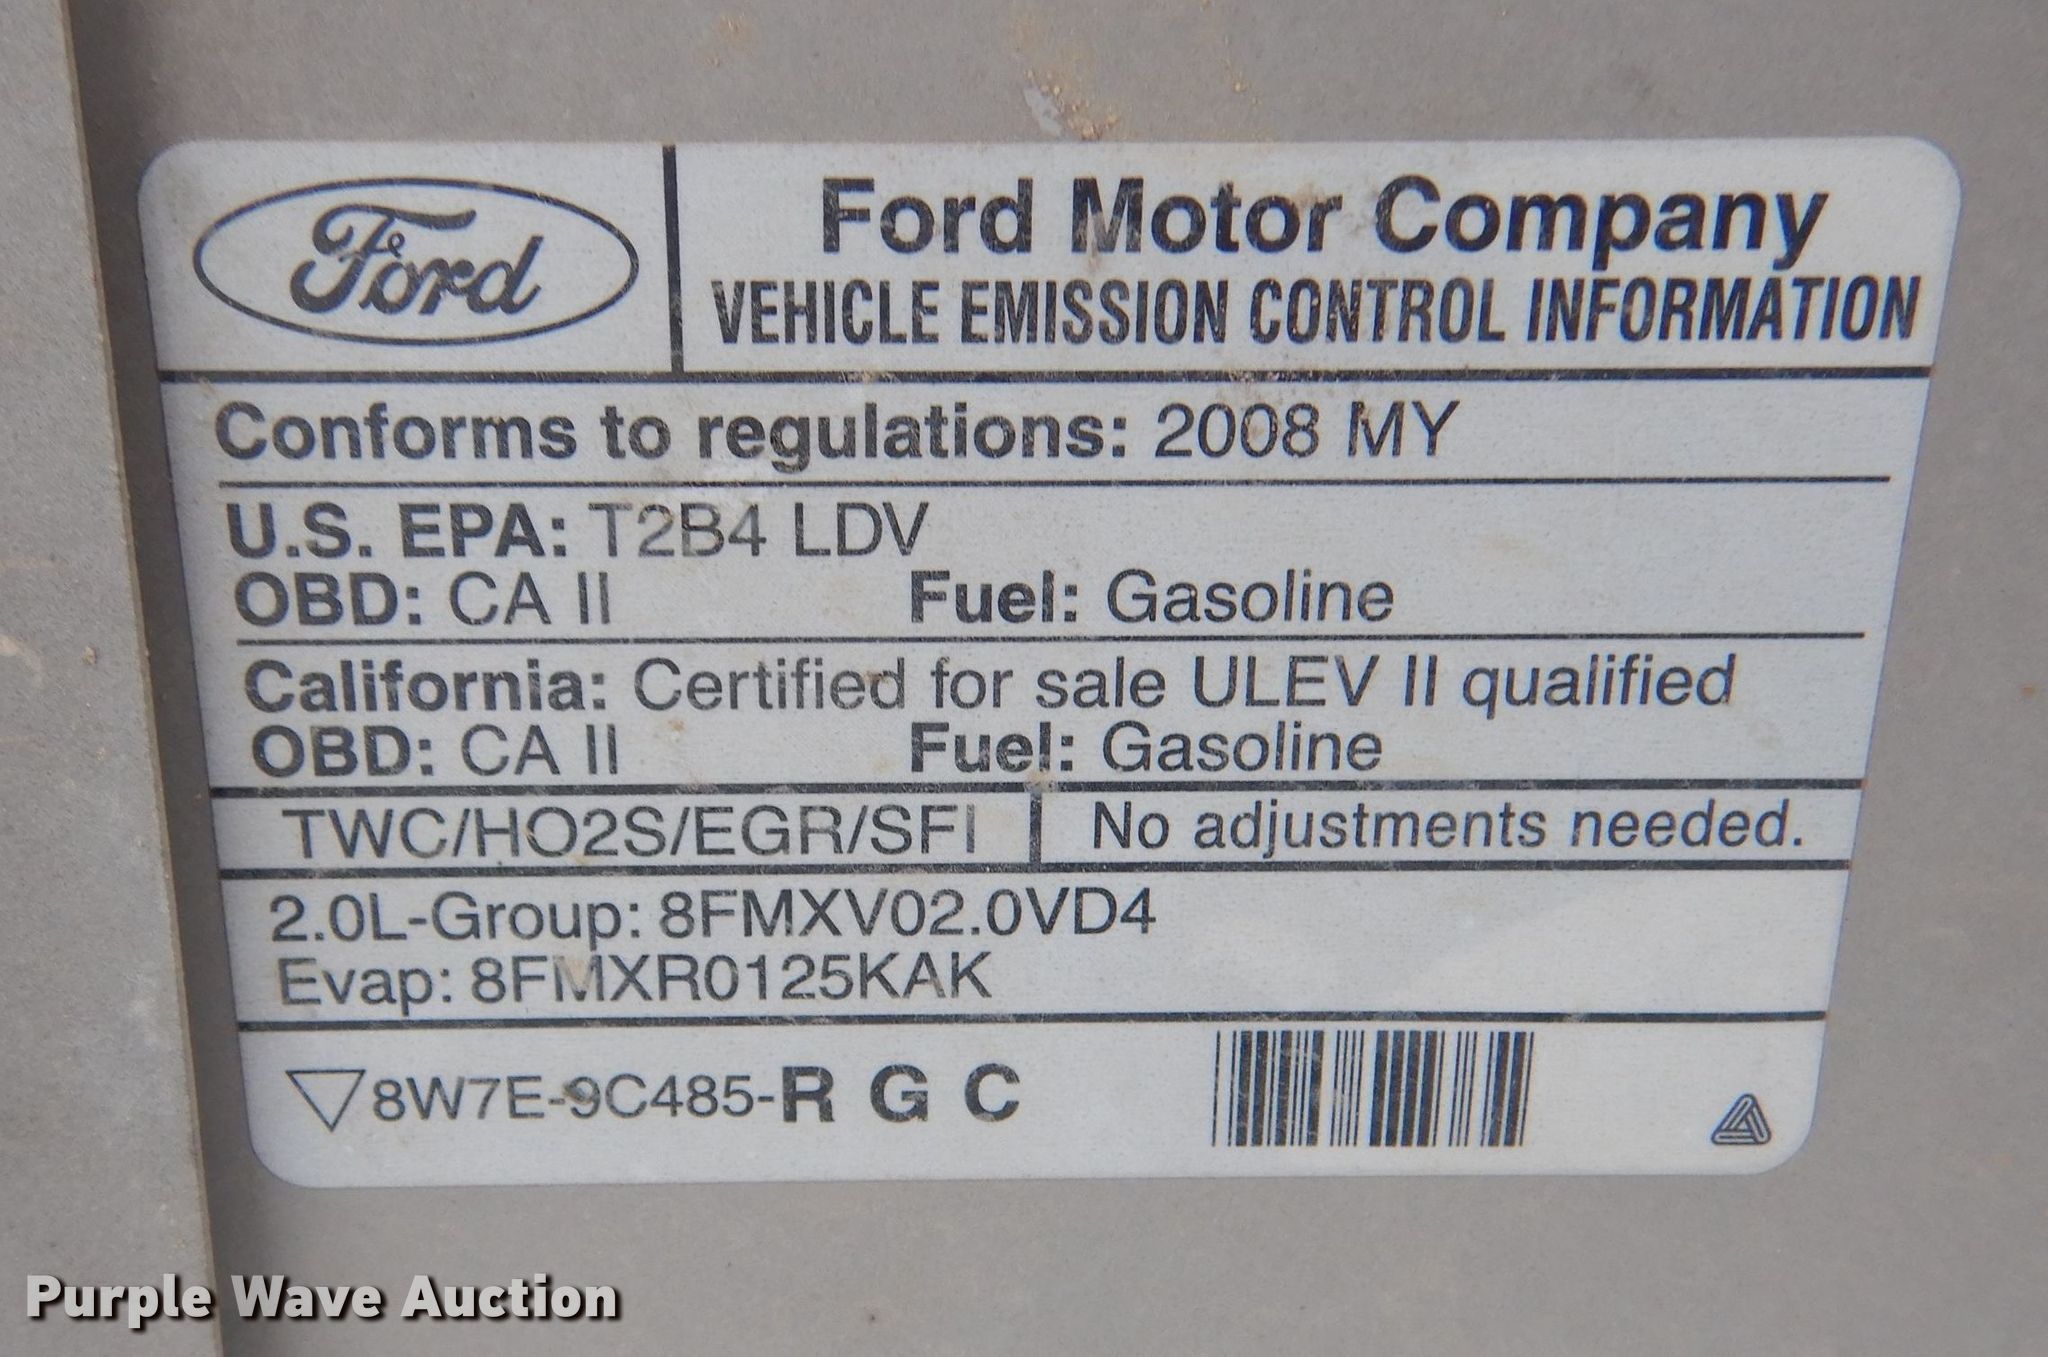 Ford
Ford Motor Company
VEHICLE EMISSION CONTROL INFORMATION
Conforms to regulations: 2008 MY
U.S. EPA: T2B4 LDV
OBD: CA II Fuel: Gasoline
California: Certified for sale ULEV II qualified
OBD: CA II Fuel: Gasoline
TWC/HO2S/EGR/SFI No adjustments needed.
2.0L-Group: 8FMXV02.0VD4
Evap: 8FMXR0125KAK
8W7E-9C485-R G C
Purple Wave Auction